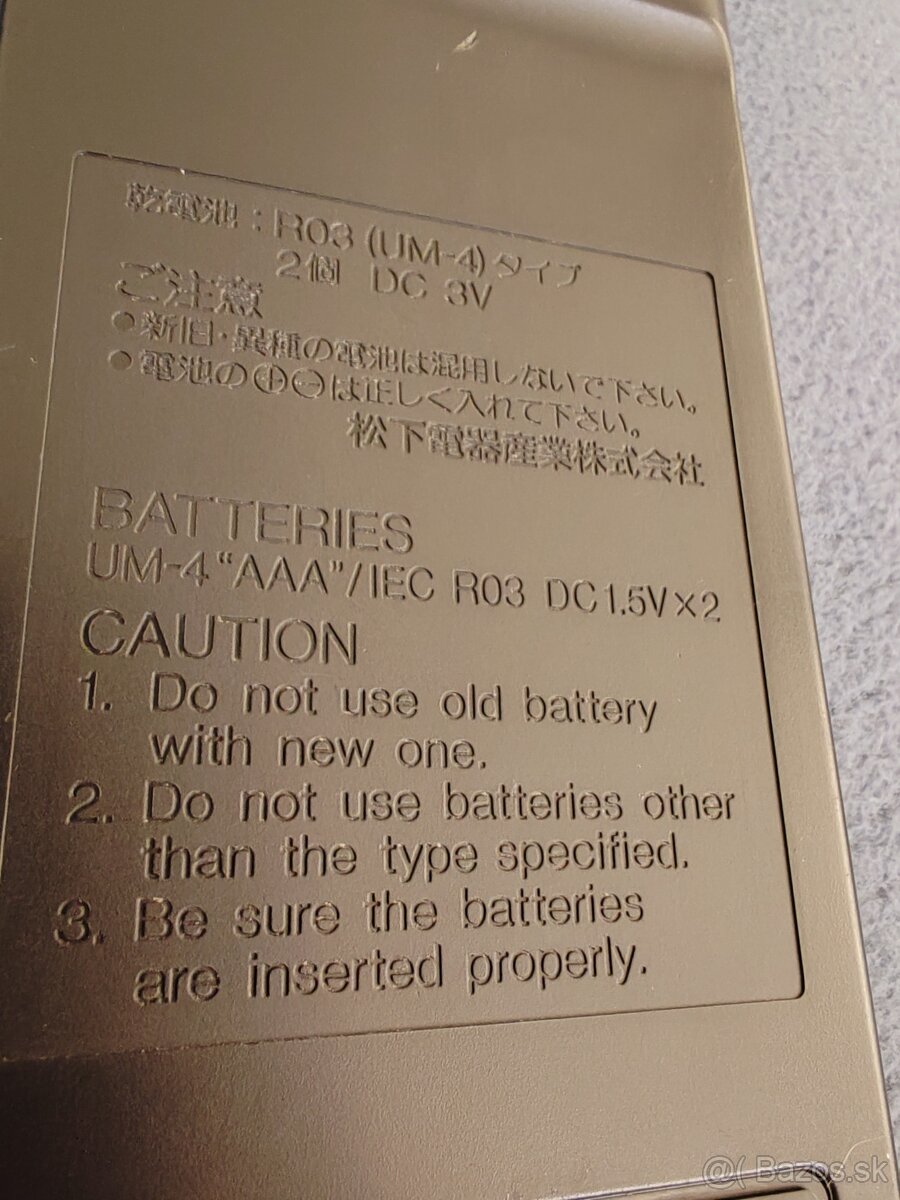 乾電池：R03 (UM-4) タイプ
2個 DC 3V
ご注意
●新旧・異種の電池は混用しないで下さい。
●電池の⊕⊖は正しく入れて下さい。
松下電器産業株式会社
BATTERIES
UM-4 “AAA”/IEC R03 DC1.5V×2
CAUTION
1. Do not use old battery
with new one.
2. Do not use batteries other
than the type specified.
3. Be sure the batteries
are inserted properly.
@( Bazos.sk